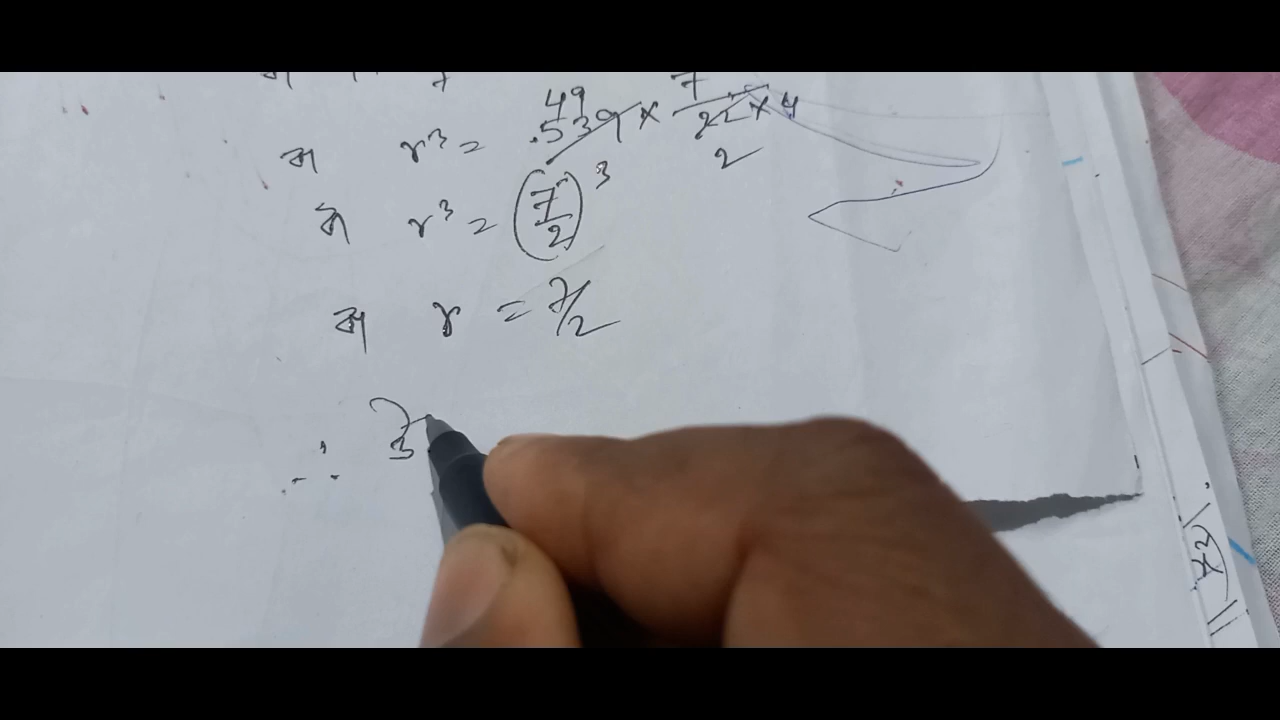 49 7
বা r³ = 539 × 22 × 4
2
বা r³ = (7/2)³
বা r = 7/2
∴